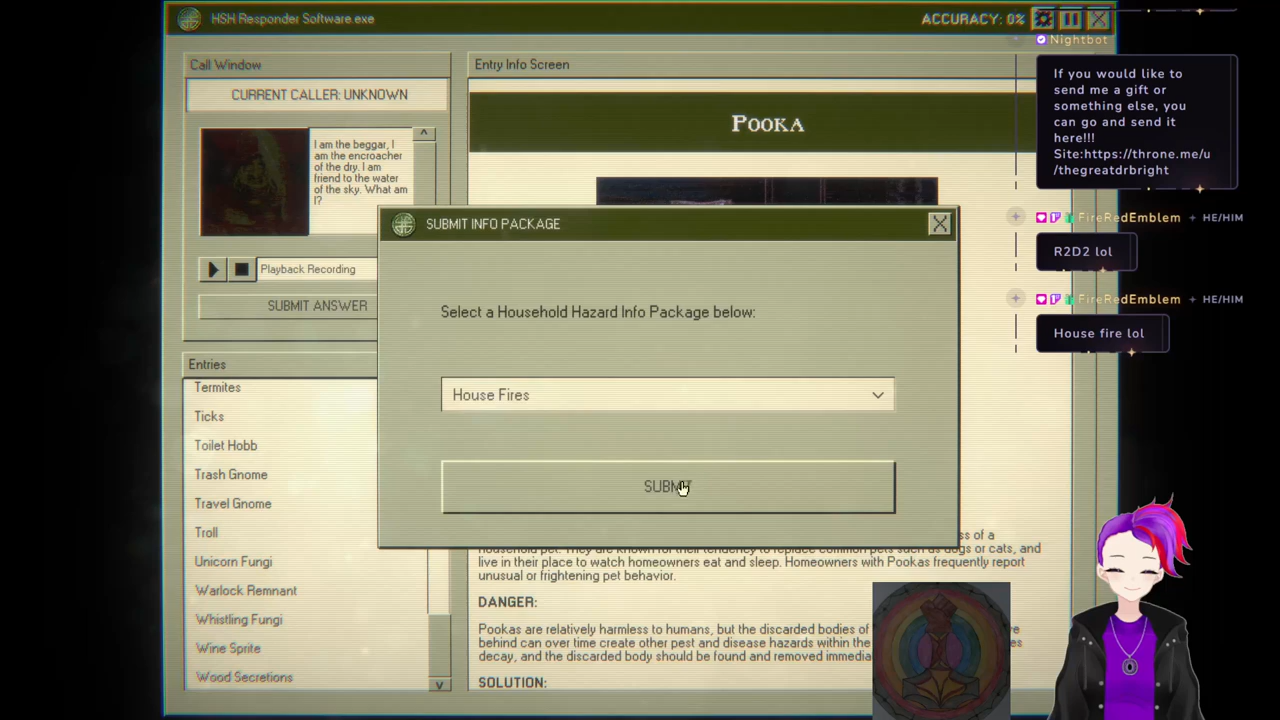 HSH Responder Software.exe
ACCURACY: 0%
Call Window
CURRENT CALLER: UNKNOWN
I am the beggar, I
am the encroacher
of the dry. I am
friend to the water
of the sky. What am
I?
Playback Recording
SUBMIT ANSWER
Entries
Termites
Ticks
Toilet Hobb
Trash Gnome
Travel Gnome
Troll
Unicorn Fungi
Warlock Remnant
Whistling Fungi
Wine Sprite
Wood Secretions
Entry Info Screen
POOKA
SUBMIT INFO PACKAGE
Select a Household Hazard Info Package below:
House Fires
SUBMIT
ss of a
household pet. They are known for their tendency to replace common pets such as dogs or cats, and
live in their place to watch homeowners eat and sleep. Homeowners with Pookas frequently report
unusual or frightening pet behavior.
DANGER:
Pookas are relatively harmless to humans, but the discarded bodies of
behind can over time create other pest and disease hazards within the
decay, and the discarded body should be found and removed immedia
SOLUTION:
Nightbot
If you would like to
send me a gift or
something else, you
can go and send it
here!!!
Site:https://throne.me/u
/thegreatdrbright
FireRedEmblem + HE/HIM
R2D2 lol
FireRedEmblem + HE/HIM
House fire lol